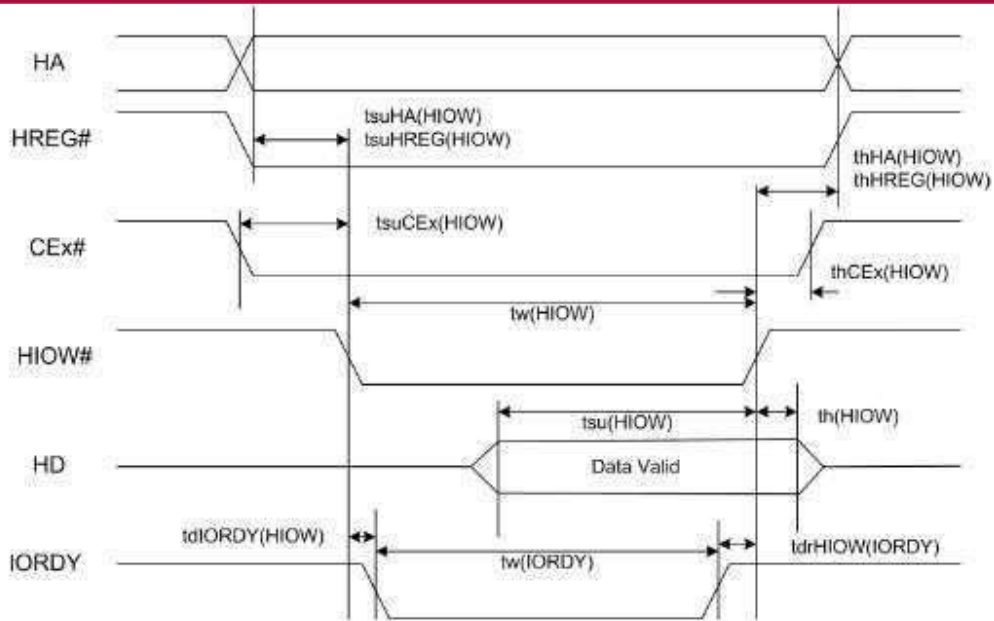 HA
tsuHA(HIOW)
HREG#
tsuHREG(HIOW)
thHA(HIOW)
thHREG(HIOW)
CEx#
tsuCEx(HIOW)
thCEx(HIOW)
tw(HIOW)
HIOW#
tsu(HIOW)
th(HIOW)
HD
Data Valid
tdIORDY(HIOW)
tw(IORDY)
tdrHIOW(IORDY)
IORDY